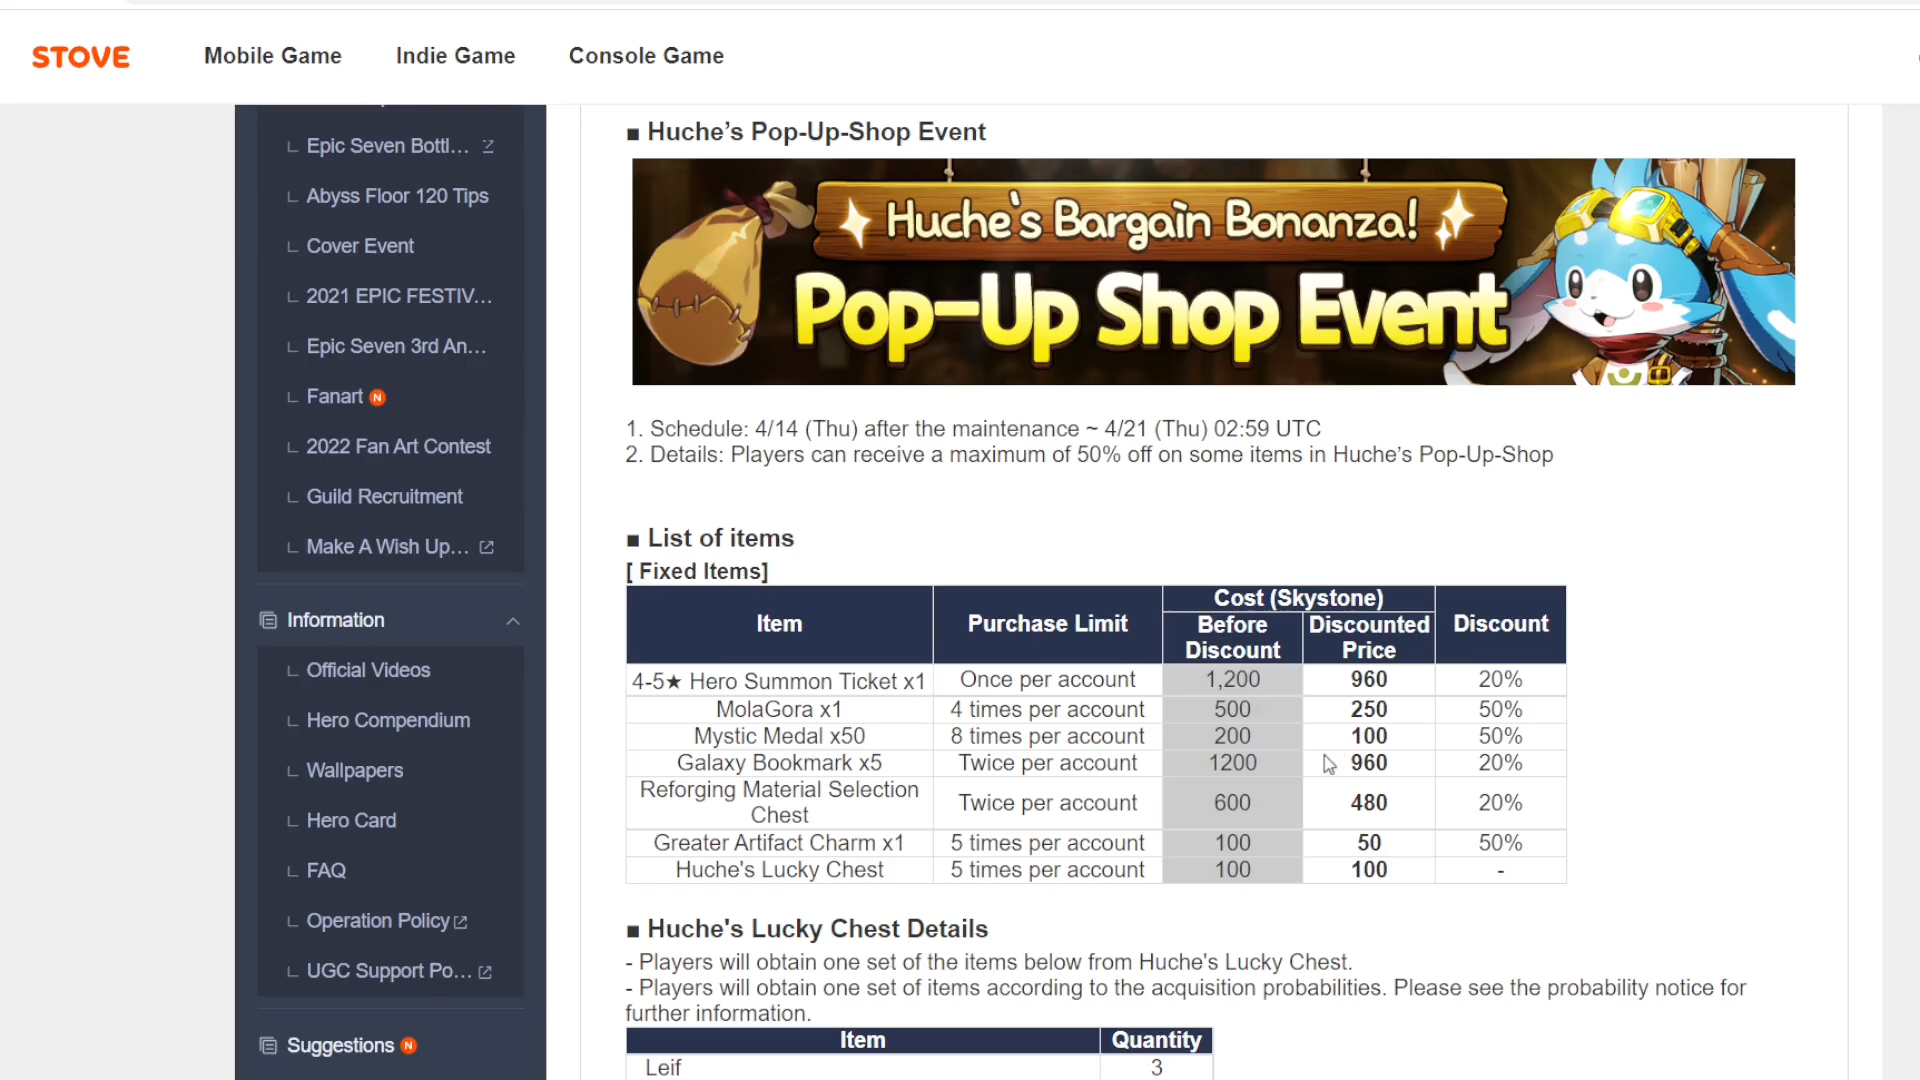 STOVE
Mobile Game
Indie Game
Console Game
Epic Seven Bottl...
Abyss Floor 120 Tips
Cover Event
2021 EPIC FESTIV...
Epic Seven 3rd An...
Fanart N
2022 Fan Art Contest
Guild Recruitment
Make A Wish Up...
Information
Official Videos
Hero Compendium
Wallpapers
Hero Card
FAQ
Operation Policy
UGC Support Po...
Suggestions N
■ Huche’s Pop-Up-Shop Event
Huche's Bargain Bonanza!
Pop-Up Shop Event
1. Schedule: 4/14 (Thu) after the maintenance ~ 4/21 (Thu) 02:59 UTC
2. Details: Players can receive a maximum of 50% off on some items in Huche’s Pop-Up-Shop
■ List of items
[ Fixed Items]
Item Purchase Limit Cost (Skystone) Discount
Before Discount Discounted Price
4-5★ Hero Summon Ticket x1 Once per account 1,200 960 20%
MolaGora x1 4 times per account 500 250 50%
Mystic Medal x50 8 times per account 200 100 50%
Galaxy Bookmark x5 Twice per account 1200 960 20%
Reforging Material Selection Chest Twice per account 600 480 20%
Greater Artifact Charm x1 5 times per account 100 50 50%
Huche's Lucky Chest 5 times per account 100 100 -
■ Huche's Lucky Chest Details
- Players will obtain one set of the items below from Huche's Lucky Chest.
- Players will obtain one set of items according to the acquisition probabilities. Please see the probability notice for
further information.
Item Quantity
Leif 3